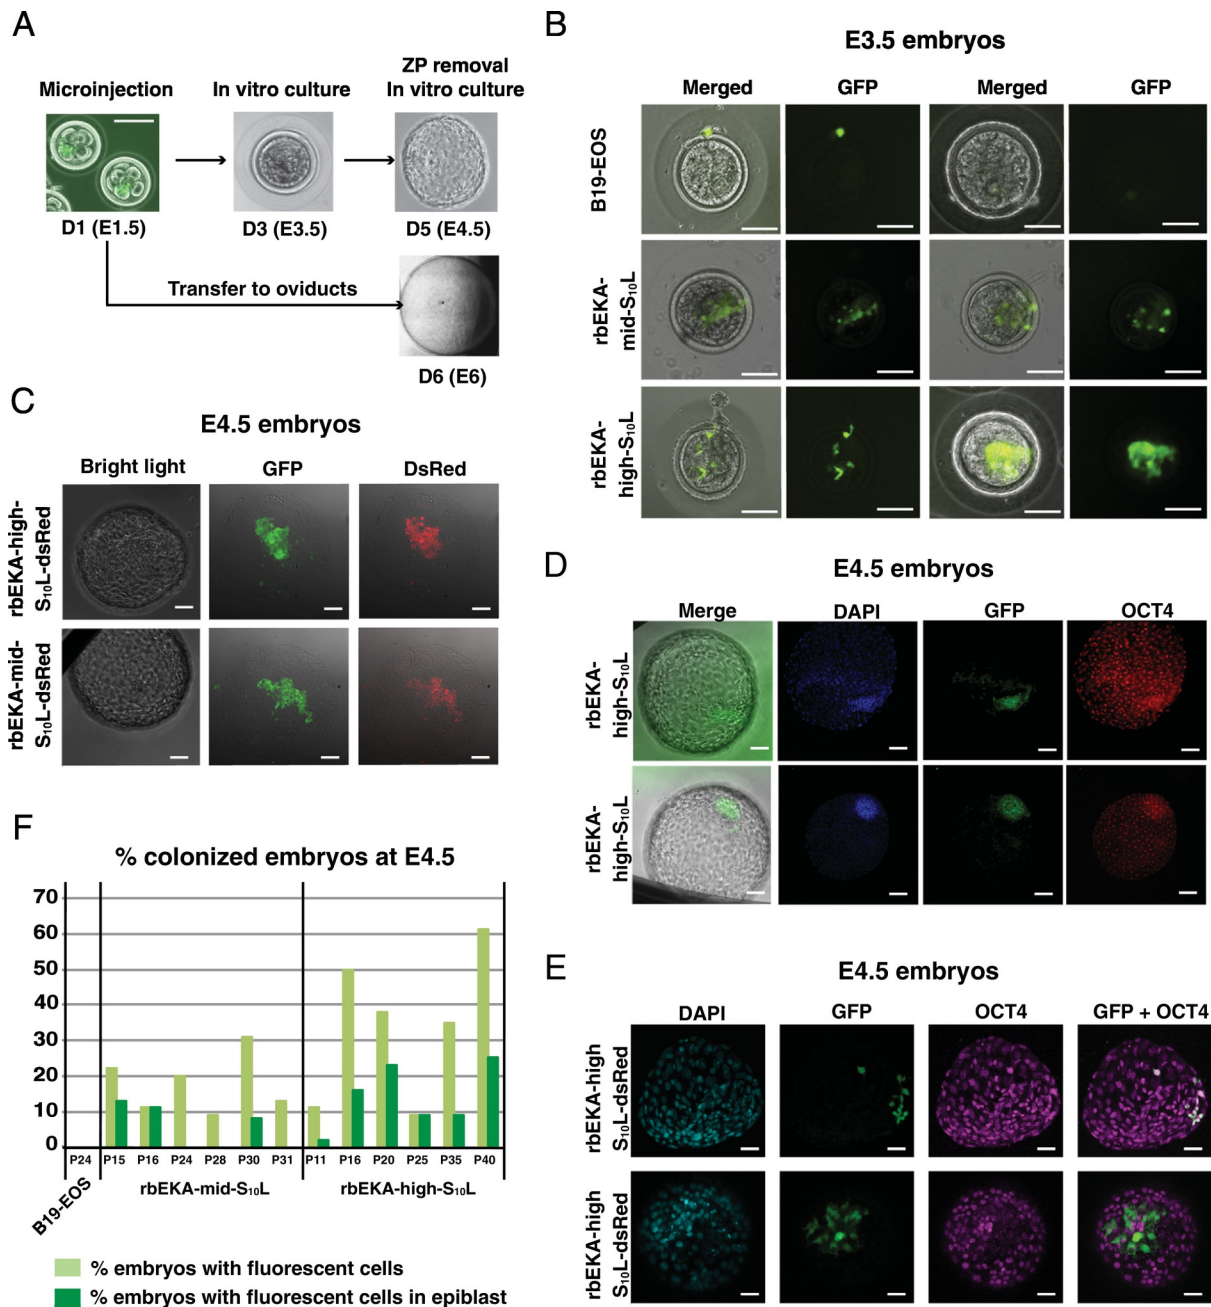 A
Microinjection
In vitro culture
ZP removal
In vitro culture
D1 (E1.5)
D3 (E3.5)
D5 (E4.5)
Transfer to oviducts
D6 (E6)
B
E3.5 embryos
Merged
GFP
Merged
GFP
B19-EOS
rbEKA-
mid-S₁₀L
rbEKA-
high-S₁₀L
C
E4.5 embryos
Bright light
GFP
DsRed
rbEKA-high-
S₁₀L-dsRed
rbEKA-mid-
S₁₀L-dsRed
D
E4.5 embryos
Merge
DAPI
GFP
OCT4
rbEKA-
high-S₁₀L
rbEKA-
high-S₁₀L
E
E4.5 embryos
DAPI
GFP
OCT4
GFP + OCT4
rbEKA-high
S₁₀L-dsRed
rbEKA-high
S₁₀L-dsRed
F
% colonized embryos at E4.5
70
60
50
40
30
20
10
0
P24
P15
P16
P24
P28
P30
P31
P11
P16
P20
P25
P35
P40
B19-EOS
rbEKA-mid-S₁₀L
rbEKA-high-S₁₀L
% embryos with fluorescent cells
% embryos with fluorescent cells in epiblast